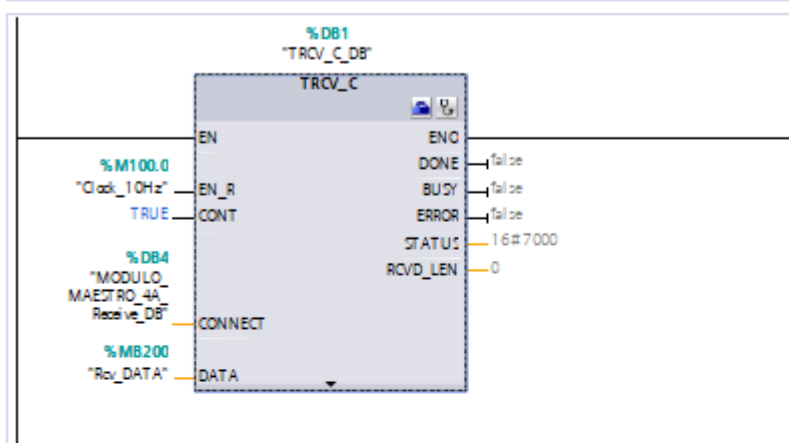 %DB1
"TRCV_C_DB"
TRCV_C
EN
ENO
%M100.0
DONE
false
"Clock_10Hz"
EN_R
BUSY
false
TRUE
CONT
ERROR
false
STATUS
16#7000
%DB4
RCVD_LEN
0
"MODULO_
MAESTRO_4A_
Receive_DB"
CONNECT
%MB200
"Rcv_DATA"
DATA